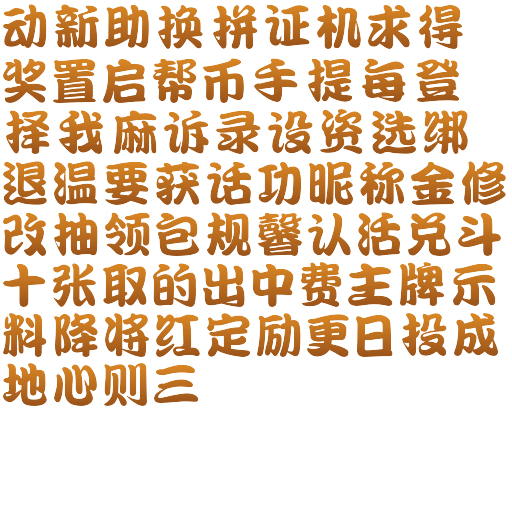 动新助换拼证机求得
奖置启帮币手提每登
择我麻诉录设资选绑
退温要获话功昵称金修
改抽领包规馨认活兑斗
十张取的出中费主牌示
料降将红定励更日投成
地心则三